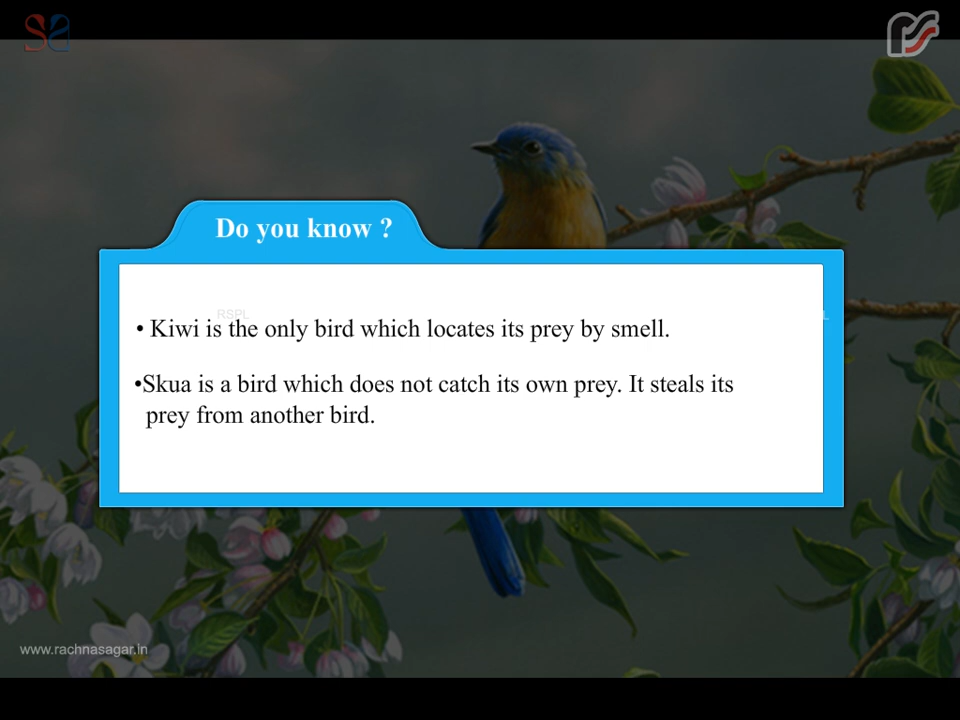 Do you know ?
RSPL
• Kiwi is the only bird which locates its prey by smell.
•Skua is a bird which does not catch its own prey. It steals its
prey from another bird.
www.rachnasagar.in